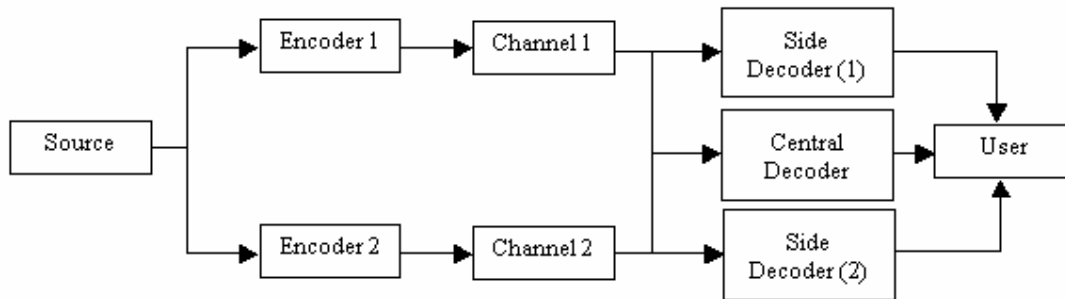 Encoder 1
Channel 1
Side
Decoder (1)
Source
Central
Decoder
User
Encoder 2
Channel 2
Side
Decoder (2)